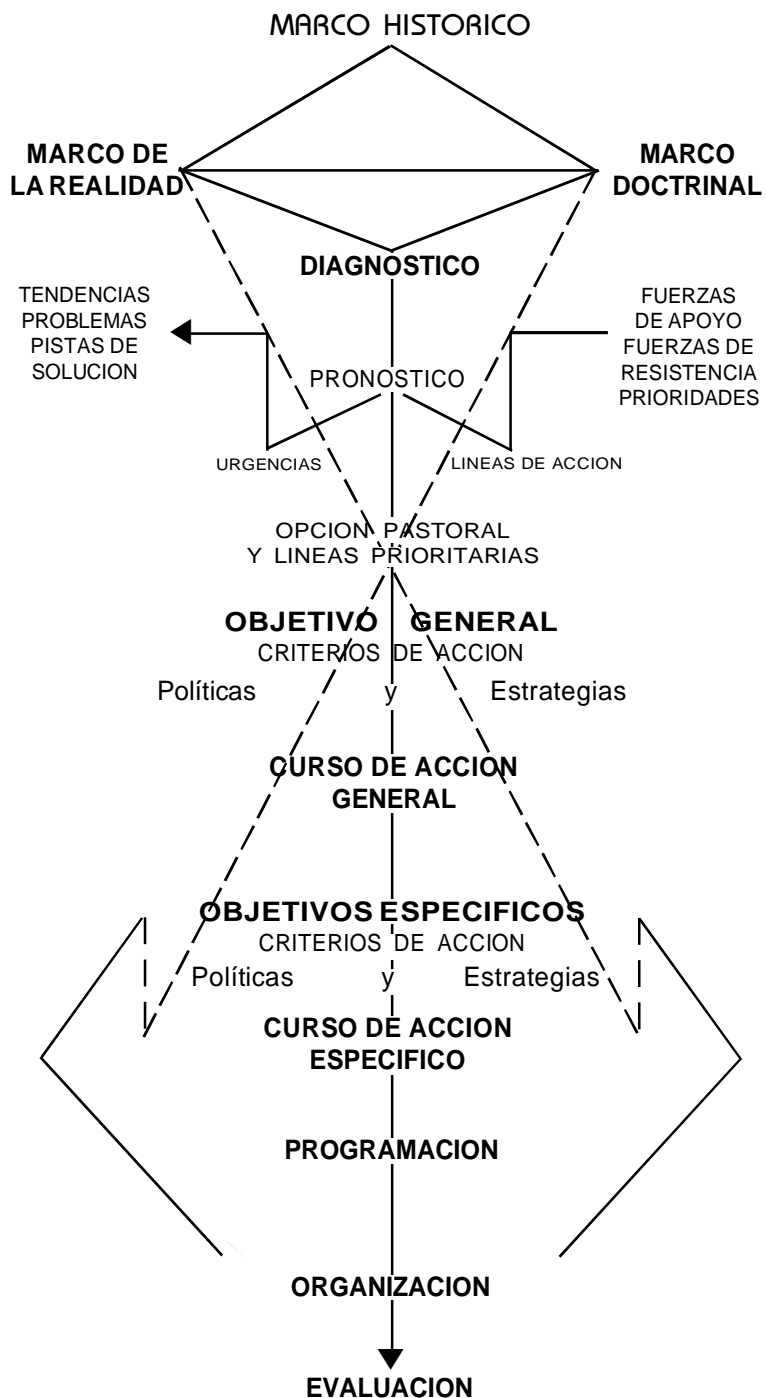 MARCO HISTORICO
MARCO DE
LA REALIDAD
MARCO
DOCTRINAL
DIAGNOSTICO
TENDENCIAS
PROBLEMAS
PISTAS DE
SOLUCION
FUERZAS
DE APOYO
FUERZAS DE
RESISTENCIA
PRIORIDADES
PRONOSTICO
URGENCIAS
LINEAS DE ACCION
OPCION PASTORAL
Y LINEAS PRIORITARIAS
OBJETIVO GENERAL
CRITERIOS DE ACCION
Políticas y Estrategias
CURSO DE ACCION
GENERAL
OBJETIVOS ESPECIFICOS
CRITERIOS DE ACCION
Políticas y Estrategias
CURSO DE ACCION
ESPECIFICO
PROGRAMACION
ORGANIZACION
EVALUACION